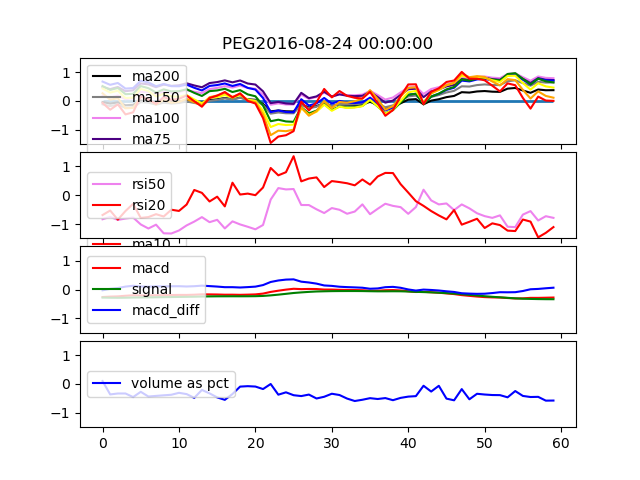 PEG2016-08-24 00:00:00
1
0
−1
ma200
ma150
ma100
ma75
1
0
−1
rsi50
rsi20
ma10
1
0
−1
macd
signal
macd_diff
1
0
−1
volume as pct
0 10 20 30 40 50 60